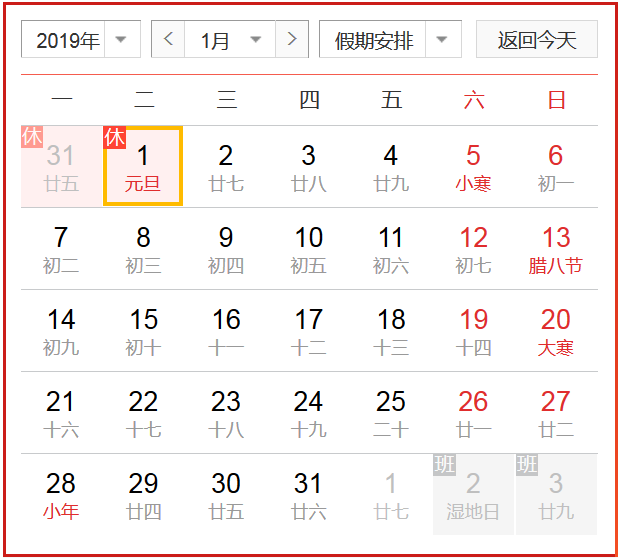 2019年 < 1月 > 假期安排 返回今天
一 二 三 四 五 六 日
休 休
31 1 2 3 4 5 6
廿五 元旦 廿七 廿八 廿九 小寒 初一
7 8 9 10 11 12 13
初二 初三 初四 初五 初六 初七 腊八节
14 15 16 17 18 19 20
初九 初十 十一 十二 十三 十四 大寒
21 22 23 24 25 26 27
十六 十七 十八 十九 二十 廿一 廿二
班 班
28 29 30 31 1 2 3
小年 廿四 廿五 廿六 廿七 湿地日 廿九